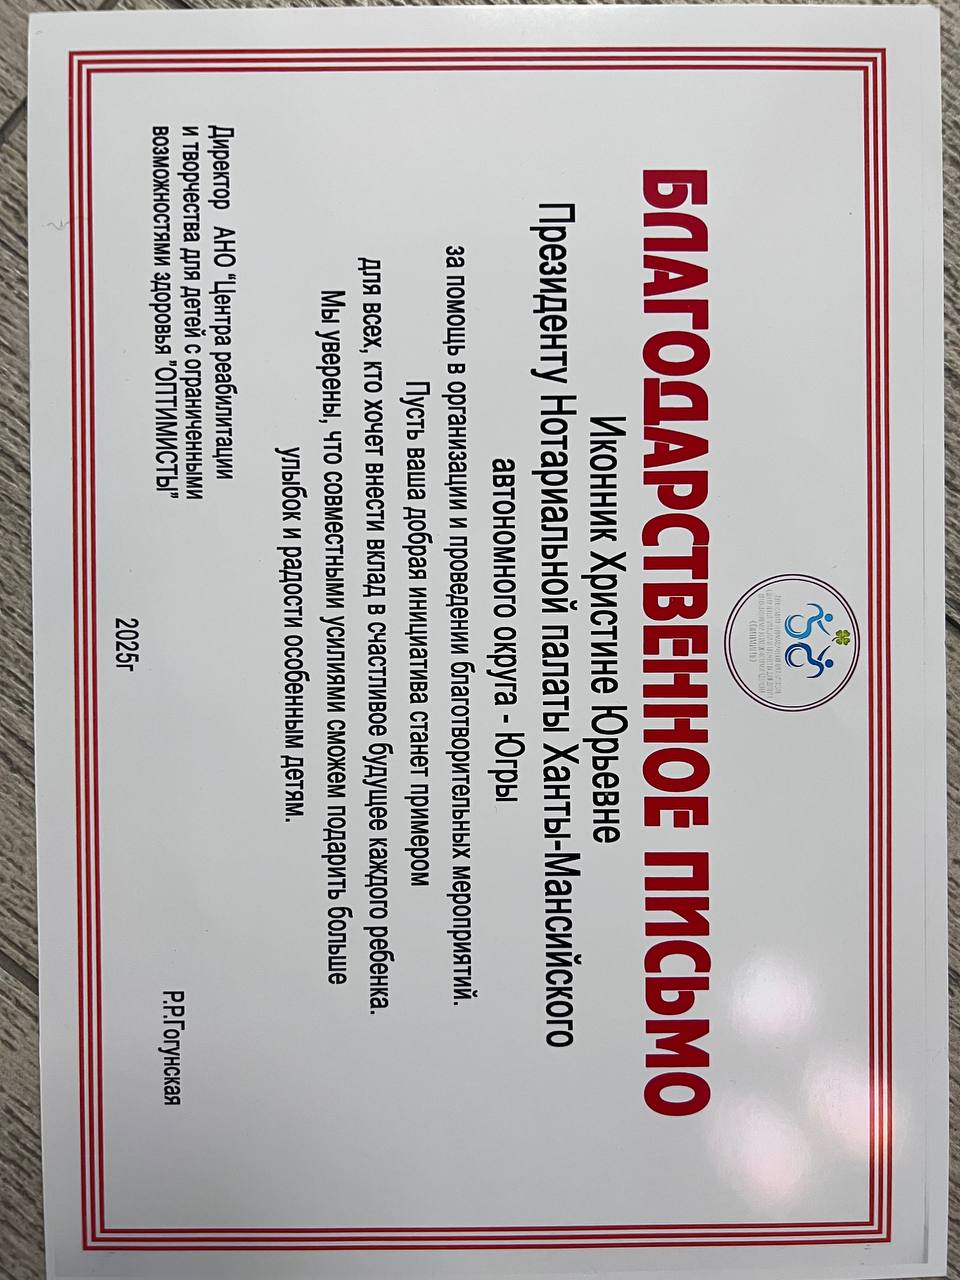 БЛАГОДАРСТВЕННОЕ ПИСЬМО
Иконник Христине Юрьевне
Президенту Нотариальной палаты Ханты-Мансийского
автономного округа - Югры
за помощь в организации и проведении благотворительных мероприятий.
Пусть ваша добрая инициатива станет примером
для всех, кто хочет внести вклад в счастливое будущее каждого ребенка.
Мы уверены, что совместными усилиями сможем подарить больше
улыбок и радости особенным детям.
Директор АНО "Центра реабилитации
и творчества для детей с ограниченными
возможностями здоровья "ОПТИМИСТЫ"
Р.Р.Гогунская
2025г